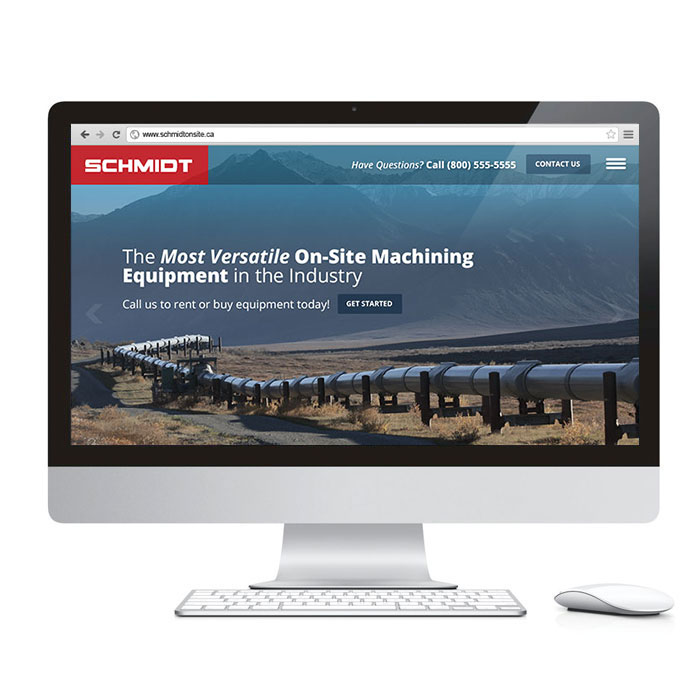 www.schmidtonsite.ca
SCHMIDT
Have Questions? Call (800) 555-5555
CONTACT US
The Most Versatile On-Site Machining
Equipment in the Industry
Call us to rent or buy equipment today!
GET STARTED